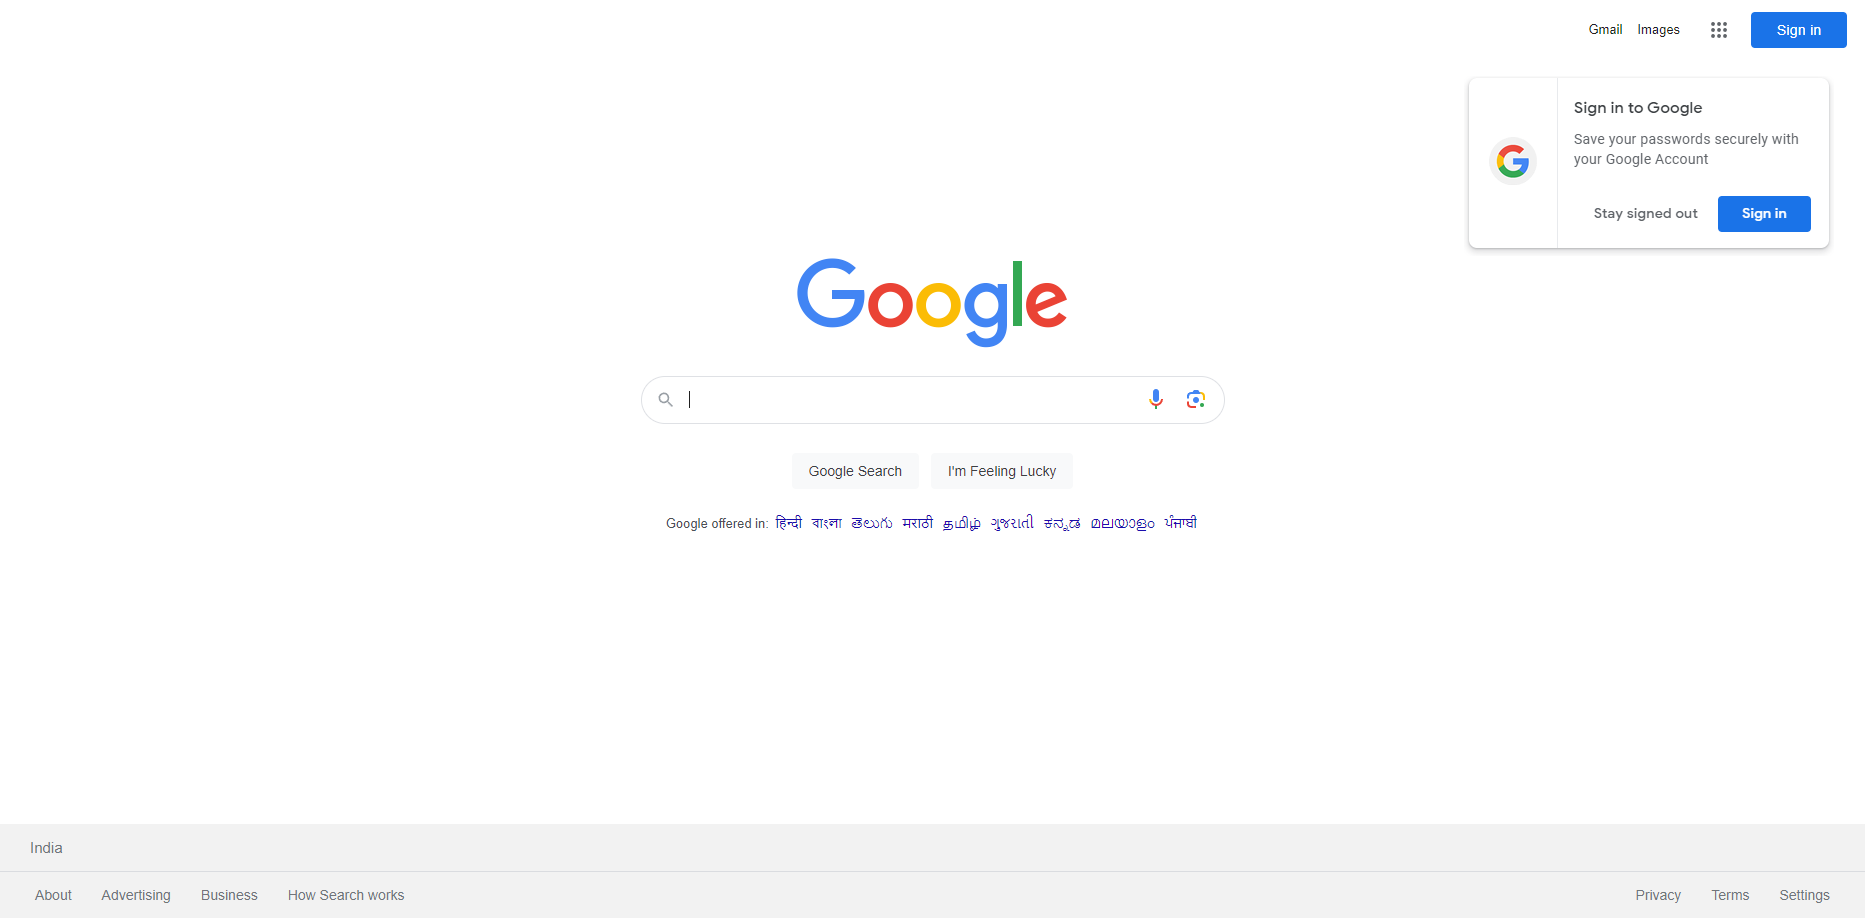 Gmail Images Sign in
Sign in to Google
Save your passwords securely with
your Google Account
Stay signed out Sign in
Google
Google Search I'm Feeling Lucky
Google offered in: हिन्दी বাংলা తెలుగు मराठी தமிழ் ગુજરાતી ಕನ್ನಡ മലയാളം ਪੰਜਾਬੀ
India
About Advertising Business How Search works Privacy Terms Settings